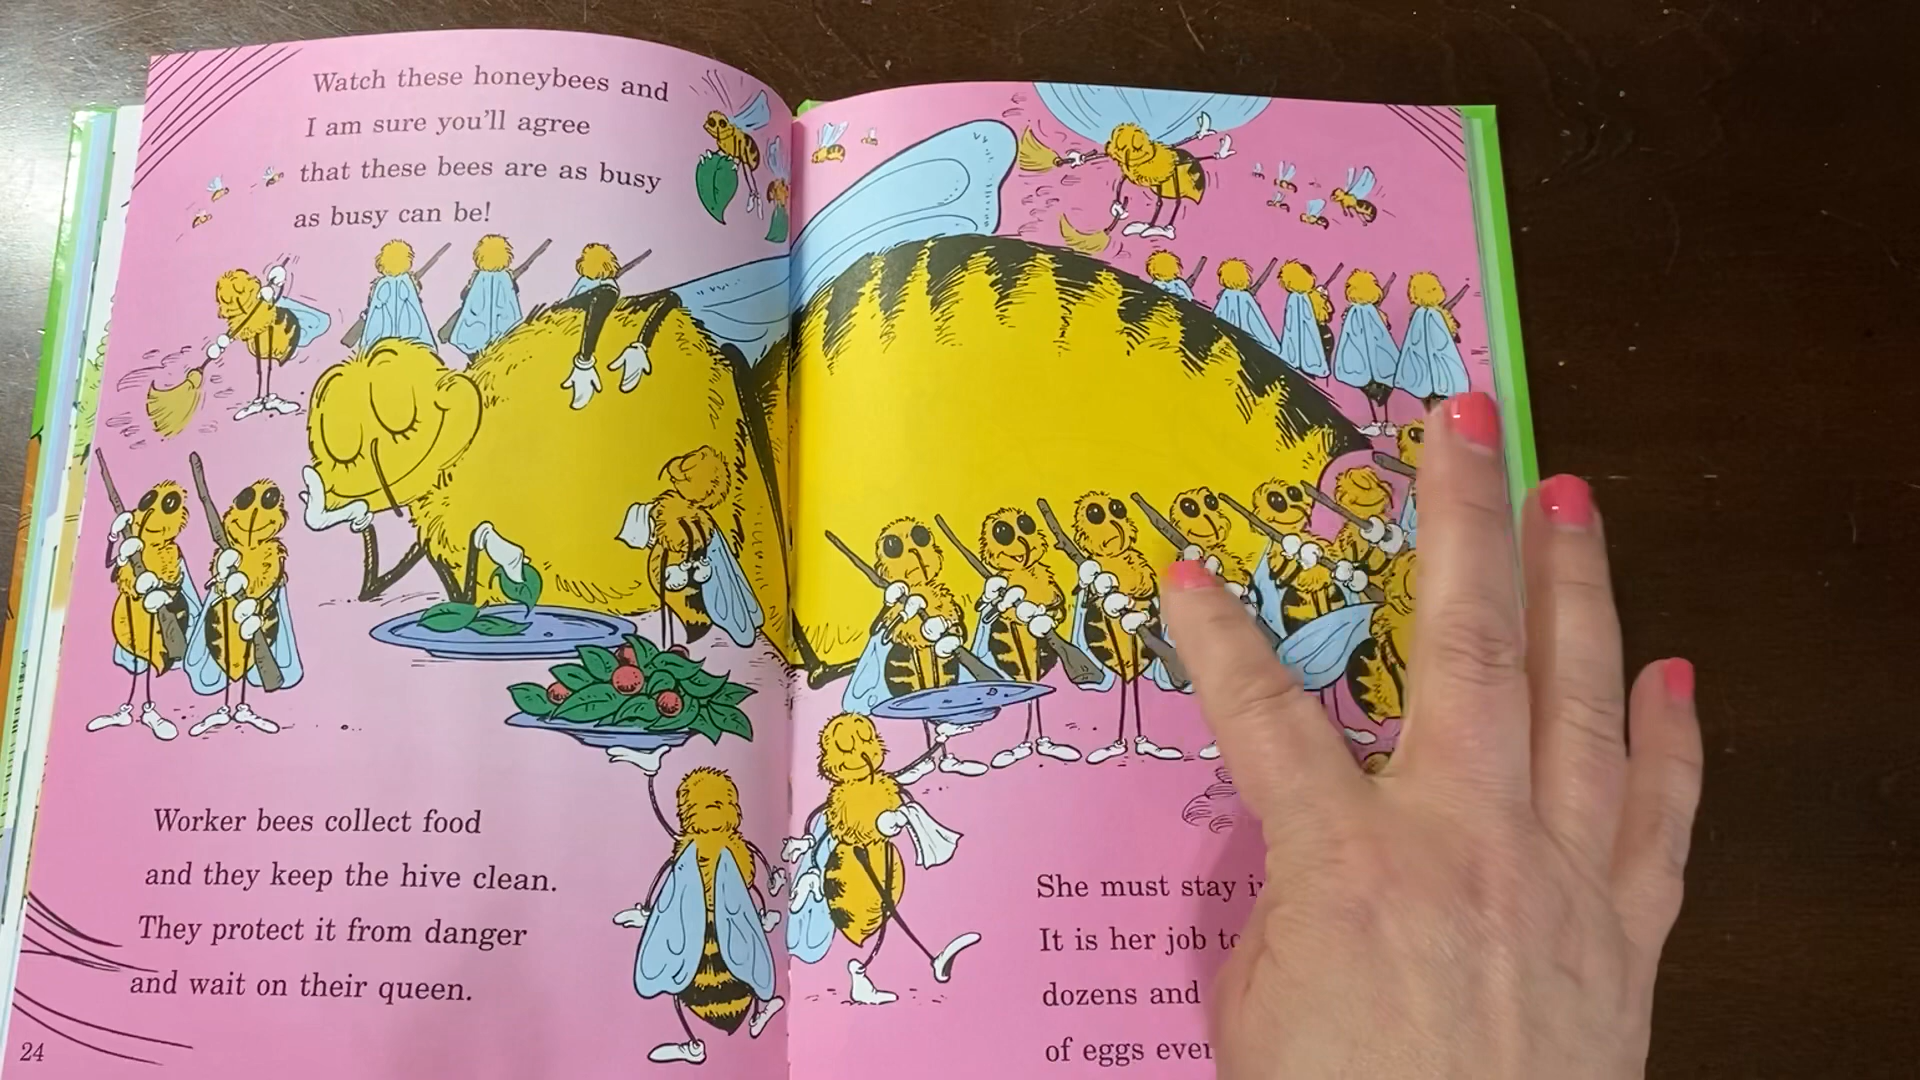 Watch these honeybees and
I am sure you'll agree
that these bees are as busy
as busy can be!
Worker bees collect food
and they keep the hive clean.
They protect it from danger
and wait on their queen.
24
She must stay
It is her job
dozens and
of eggs